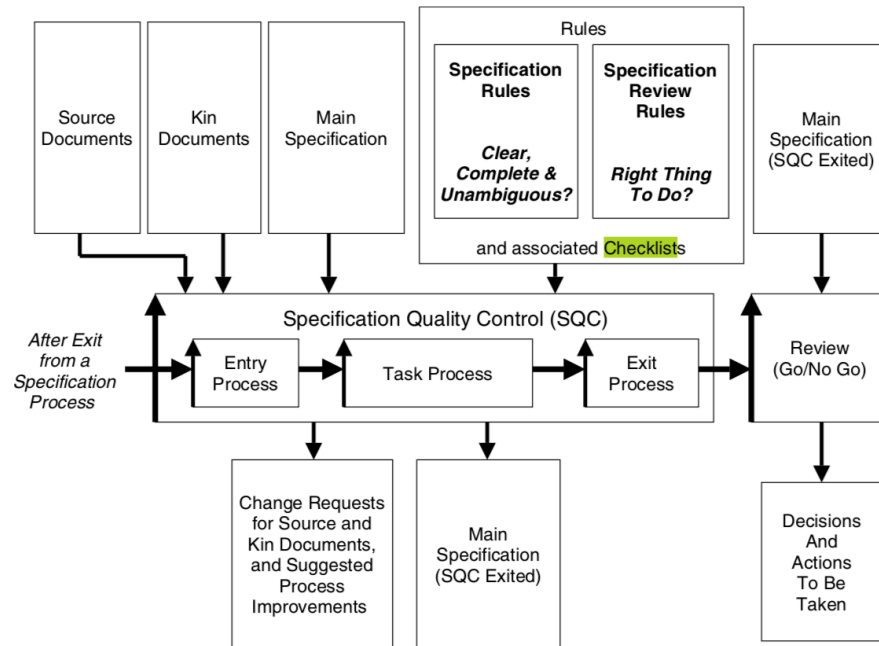 Source
Documents
Kin
Documents
Main
Specification
Rules
Specification
Rules
Clear,
Complete &
Unambiguous?
Specification
Review
Rules
Right Thing
To Do?
and associated Checklists
Main
Specification
(SQC Exited)
After Exit
from a
Specification
Process
Specification Quality Control (SQC)
Entry
Process
Task Process
Exit
Process
Review
(Go/No Go)
Change Requests
for Source and
Kin Documents,
and Suggested
Process
Improvements
Main
Specification
(SQC Exited)
Decisions
And
Actions
To Be
Taken